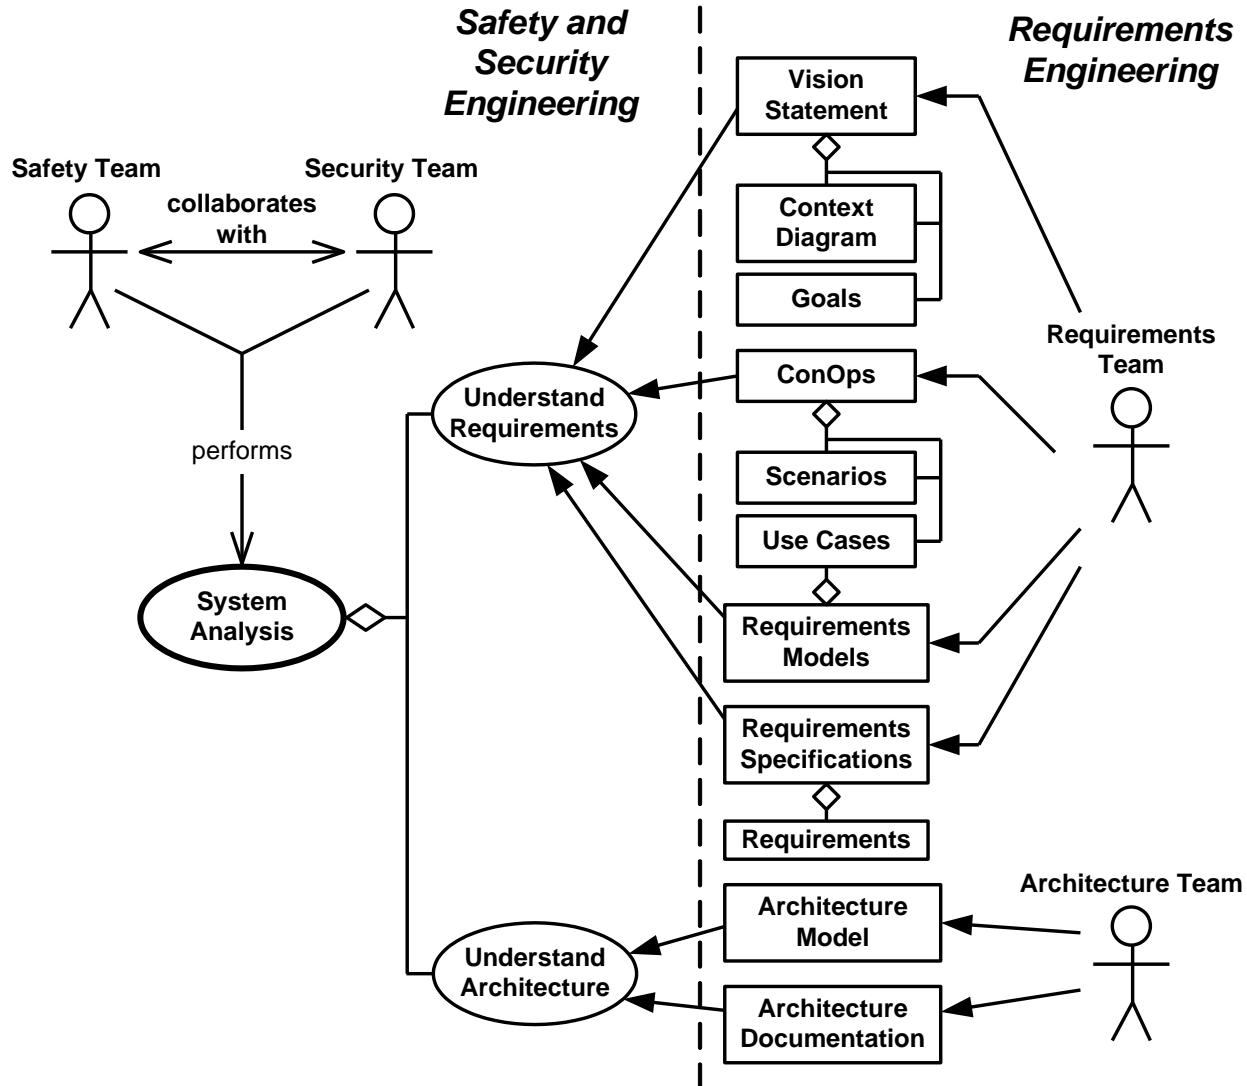 Safety and
Security
Engineering
Requirements
Engineering
Safety Team
Security Team
collaborates
with
performs
System
Analysis
Understand
Requirements
Understand
Architecture
Vision
Statement
Context
Diagram
Goals
ConOps
Scenarios
Use Cases
Requirements
Models
Requirements
Specifications
Requirements
Architecture
Model
Architecture
Documentation
Requirements
Team
Architecture Team